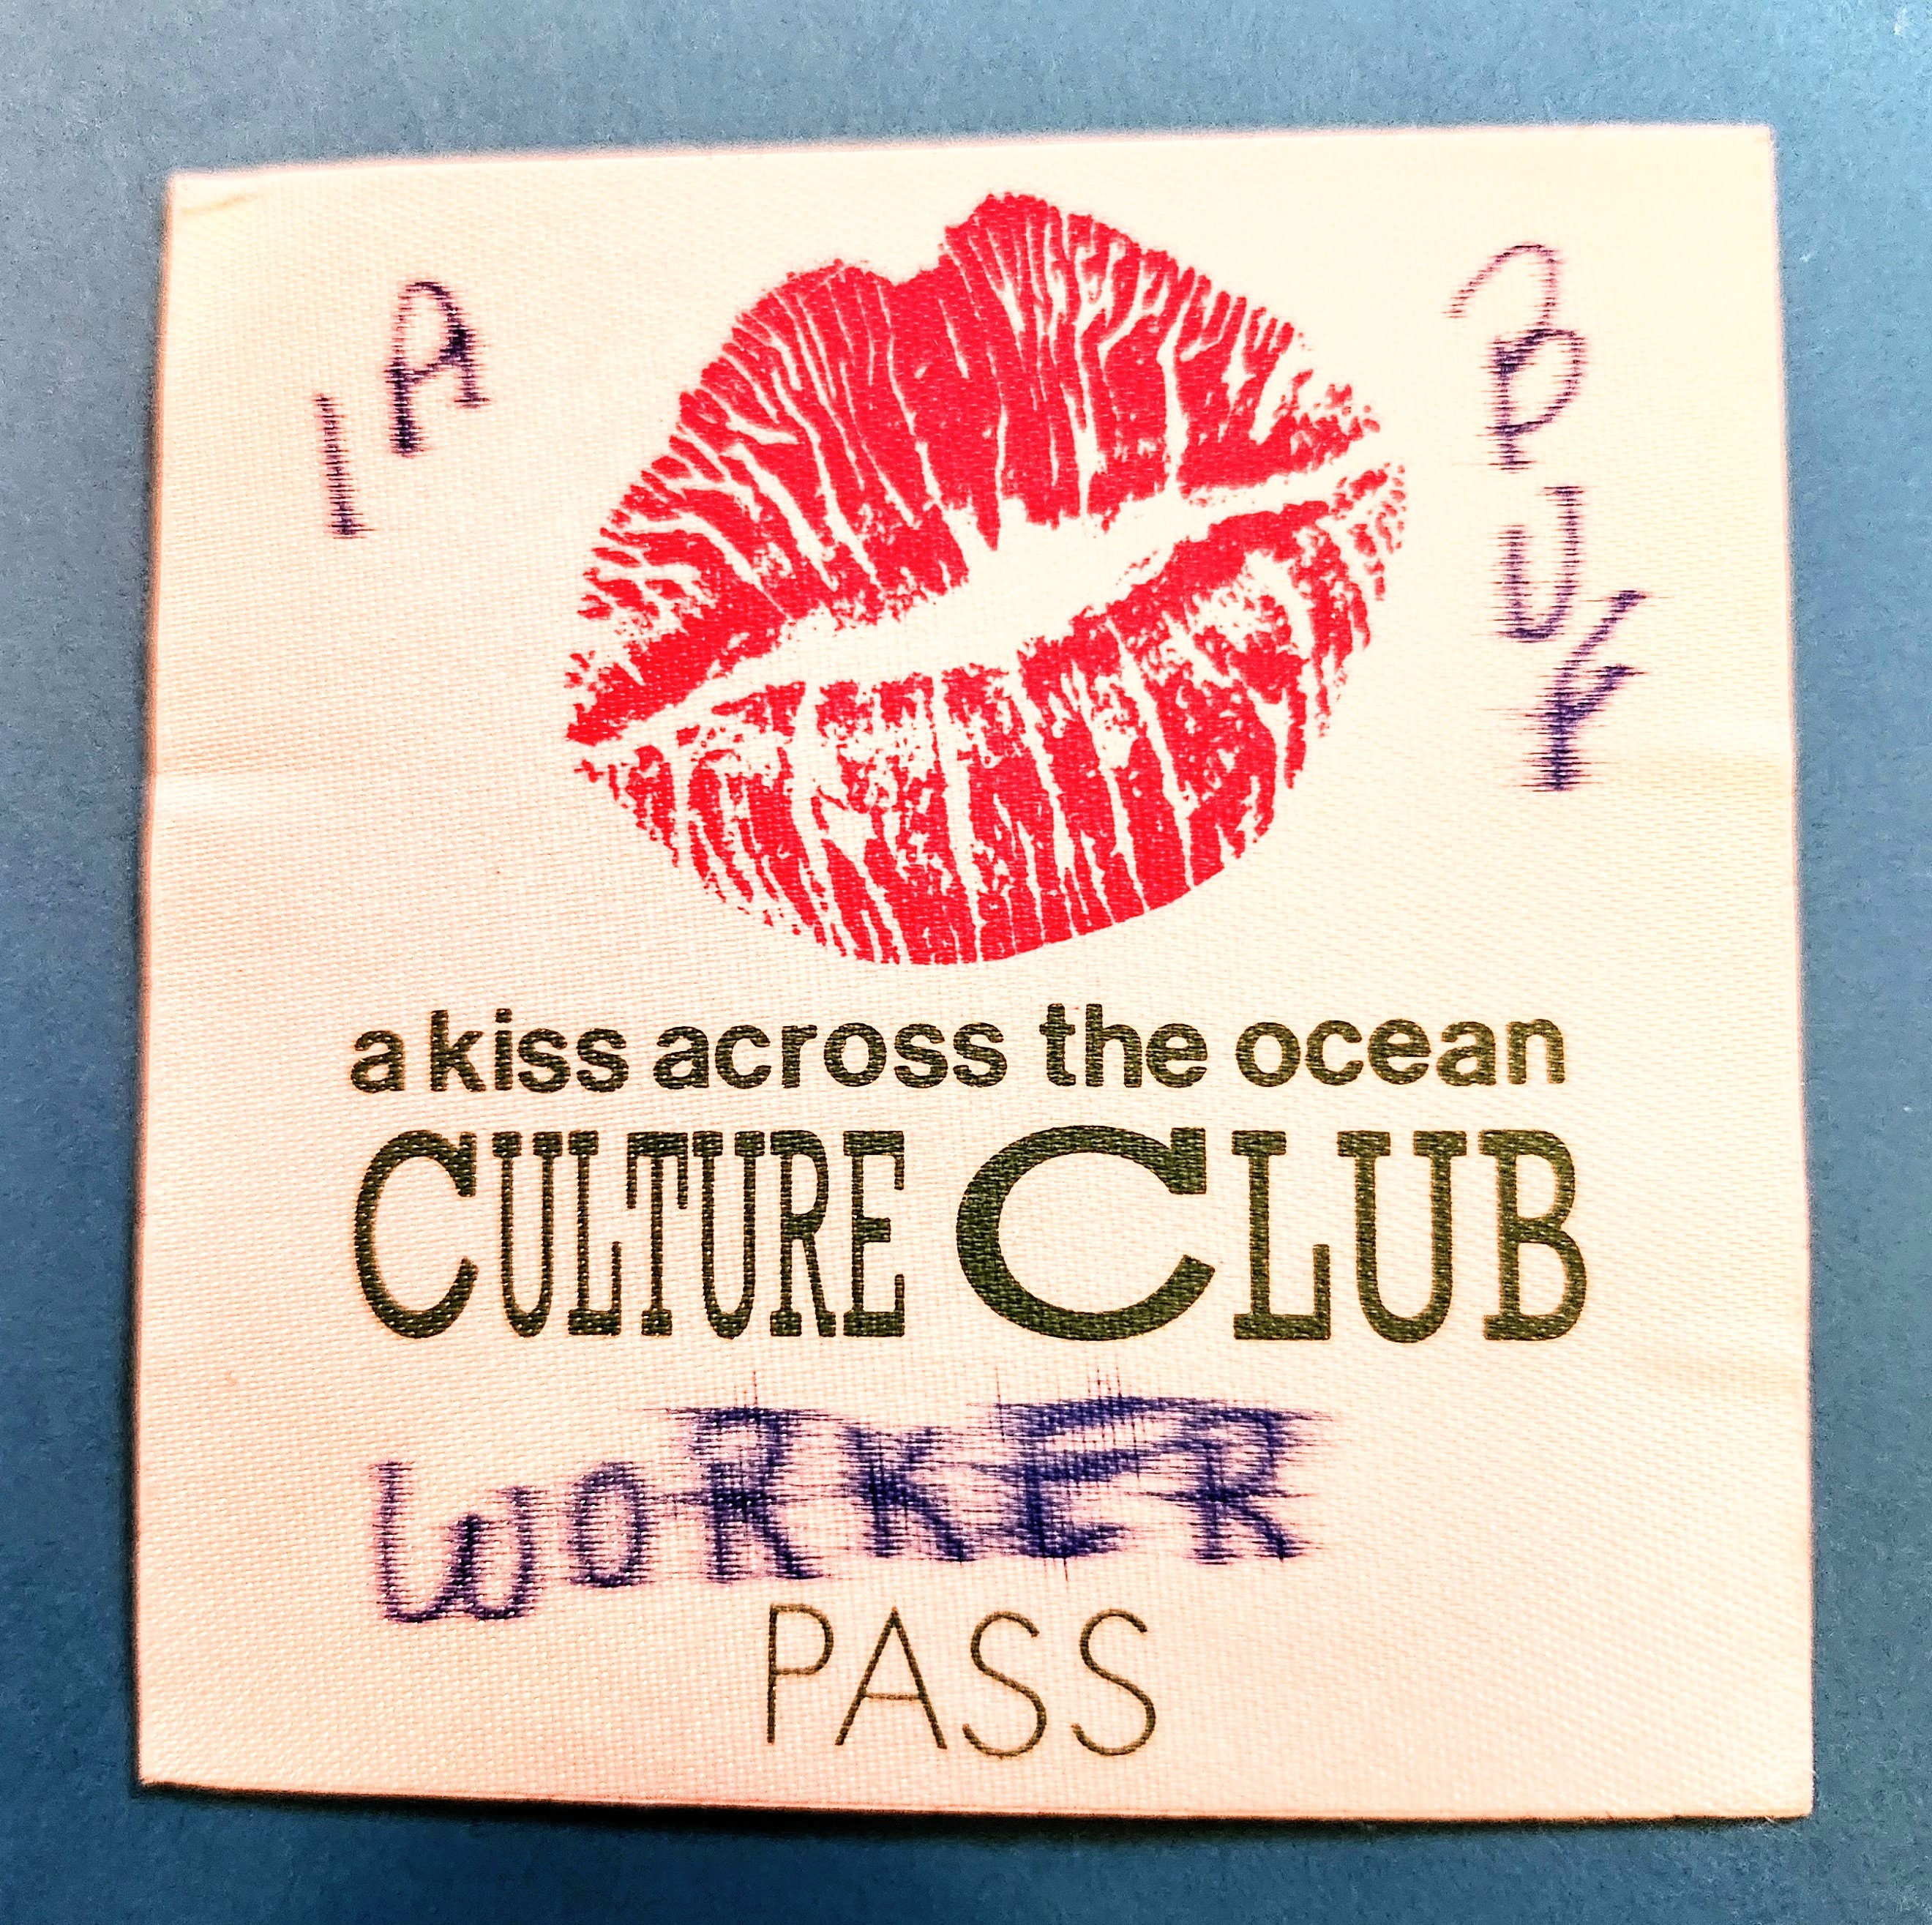 1A
a kiss across the ocean
CULTURE CLUB
WORKER
PASS